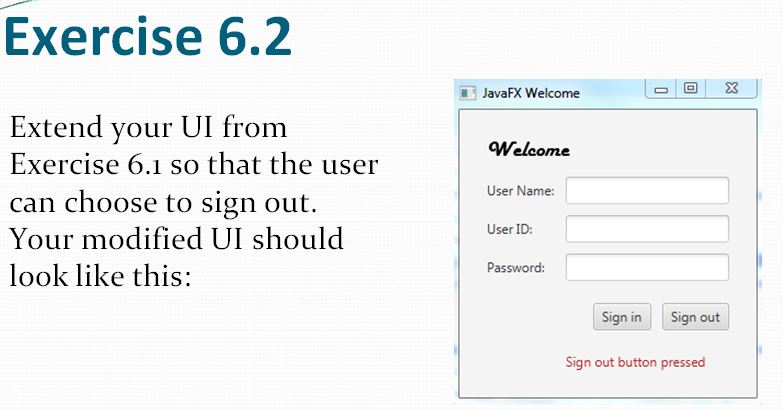 Exercise 6.2
JavaFX Welcome
Extend your UI from
Exercise 6.1 so that the user
can choose to sign out.
Your modified UI should
look like this:
Welcome
User Name:
User ID:
Password:
Sign in Sign out
Sign out button pressed